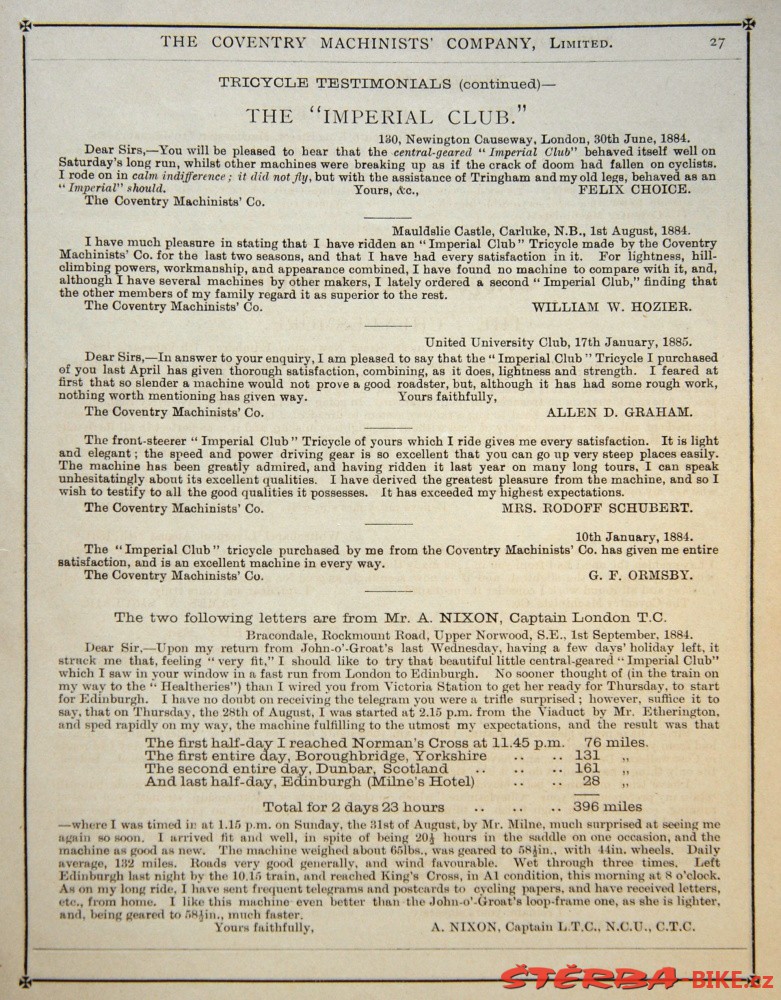 THE COVENTRY MACHINISTS' COMPANY, LIMITED. 27
TRICYCLE TESTIMONIALS (continued)—
THE "IMPERIAL CLUB."
130, Newington Causeway, London, 30th June, 1884.
Dear Sirs,—You will be pleased to hear that the central-geared "Imperial Club" behaved itself well on
Saturday's long run, whilst other machines were breaking up as if the crack of doom had fallen on cyclists.
I rode on in calm indifference; it did not fly, but with the assistance of Tringham and my old legs, behaved as an
"Imperial" should. Yours, &c., FELIX CHOICE.
The Coventry Machinists' Co.
Mauldslie Castle, Carluke, N.B., 1st August, 1884.
I have much pleasure in stating that I have ridden an "Imperial Club" Tricycle made by the Coventry
Machinists' Co. for the last two seasons, and that I have had every satisfaction in it. For lightness, hill-
climbing powers, workmanship, and appearance combined, I have found no machine to compare with it, and,
although I have several machines by other makers, I lately ordered a second "Imperial Club," finding that
the other members of my family regard it as superior to the rest.
The Coventry Machinists' Co. WILLIAM W. HOZIER.
United University Club, 17th January, 1885.
Dear Sirs,—In answer to your enquiry, I am pleased to say that the "Imperial Club" Tricycle I purchased
of you last April has given thorough satisfaction, combining, as it does, lightness and strength. I feared at
first that so slender a machine would not prove a good roadster, but, although it has had some rough work,
nothing worth mentioning has given way. Yours faithfully,
The Coventry Machinists' Co. ALLEN D. GRAHAM.
The front-steerer "Imperial Club" Tricycle of yours which I ride gives me every satisfaction. It is light
and elegant; the speed and power driving gear is so excellent that you can go up very steep places easily.
The machine has been greatly admired, and having ridden it last year on many long tours, I can speak
unhesitatingly about its excellent qualities. I have derived the greatest pleasure from the machine, and so I
wish to testify to all the good qualities it possesses. It has exceeded my highest expectations.
The Coventry Machinists' Co. MRS. RODOFF SCHUBERT.
10th January, 1884.
The "Imperial Club" tricycle purchased by me from the Coventry Machinists' Co. has given me entire
satisfaction, and is an excellent machine in every way.
The Coventry Machinists' Co. G. F. ORMSBY.
The two following letters are from Mr. A. NIXON, Captain London T.C.
Bracondale, Rockmount Road, Upper Norwood, S.E., 1st September, 1884.
Dear Sir,—Upon my return from John-o'-Groat's last Wednesday, having a few days' holiday left, it
struck me that, feeling "very fit," I should like to try that beautiful little central-geared "Imperial Club"
which I saw in your window in a fast run from London to Edinburgh. No sooner thought of (in the train on
my way to the "Healtheries") than I wired you from Victoria Station to get her ready for Thursday, to start
for Edinburgh. I have no doubt on receiving the telegram you were a trifle surprised; however, suffice it to
say, that on Thursday, the 28th of August, I was started at 2.15 p.m. from the Viaduct by Mr. Etherington,
and sped rapidly on my way, the machine fulfilling to the utmost my expectations, and the result was that
The first half-day I reached Norman's Cross at 11.45 p.m. 76 miles.
The first entire day, Boroughbridge, Yorkshire .. .. 131 „
The second entire day, Dunbar, Scotland .. .. .. 161 „
And last half-day, Edinburgh (Milne's Hotel) .. .. 28 „
Total for 2 days 23 hours .. .. .. 396 miles
—where I was timed in at 1.15 p.m. on Sunday, the 31st of August, by Mr. Milne, much surprised at seeing me
again so soon. I arrived fit and well, in spite of being 20½ hours in the saddle on one occasion, and the
machine as good as new. The machine weighed about 65lbs., was geared to 58½in., with 44in. wheels. Daily
average, 132 miles. Roads very good generally, and wind favourable. Wet through three times. Left
Edinburgh last night by the 10.15 train, and reached King's Cross, in A1 condition, this morning at 8 o'clock.
As on my long ride, I have sent frequent telegrams and postcards to cycling papers, and have received letters,
etc., from home. I like this machine even better than the John-o'-Groat's loop-frame one, as she is lighter,
and, being geared to 58½in., much faster.
Yours faithfully, A. NIXON, Captain L.T.C., N.C.U., C.T.C.
ŠTĚRBA-BIKE.cz